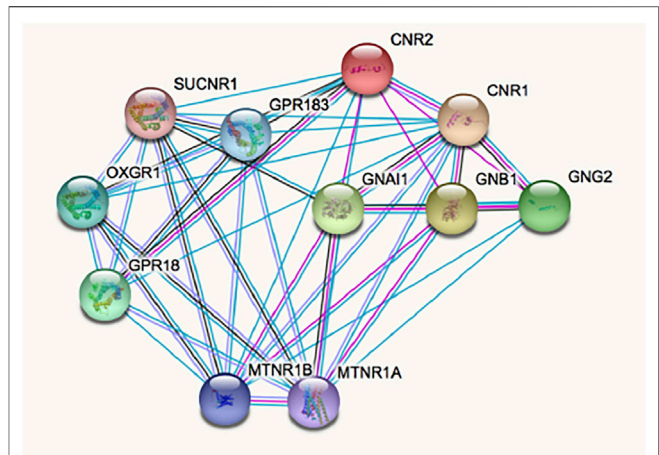 CNR2
SUCNR1
GPR183
CNR1
OXGR1
GNAI1
GNB1
GNG2
GPR18
MTNR1B
MTNR1A